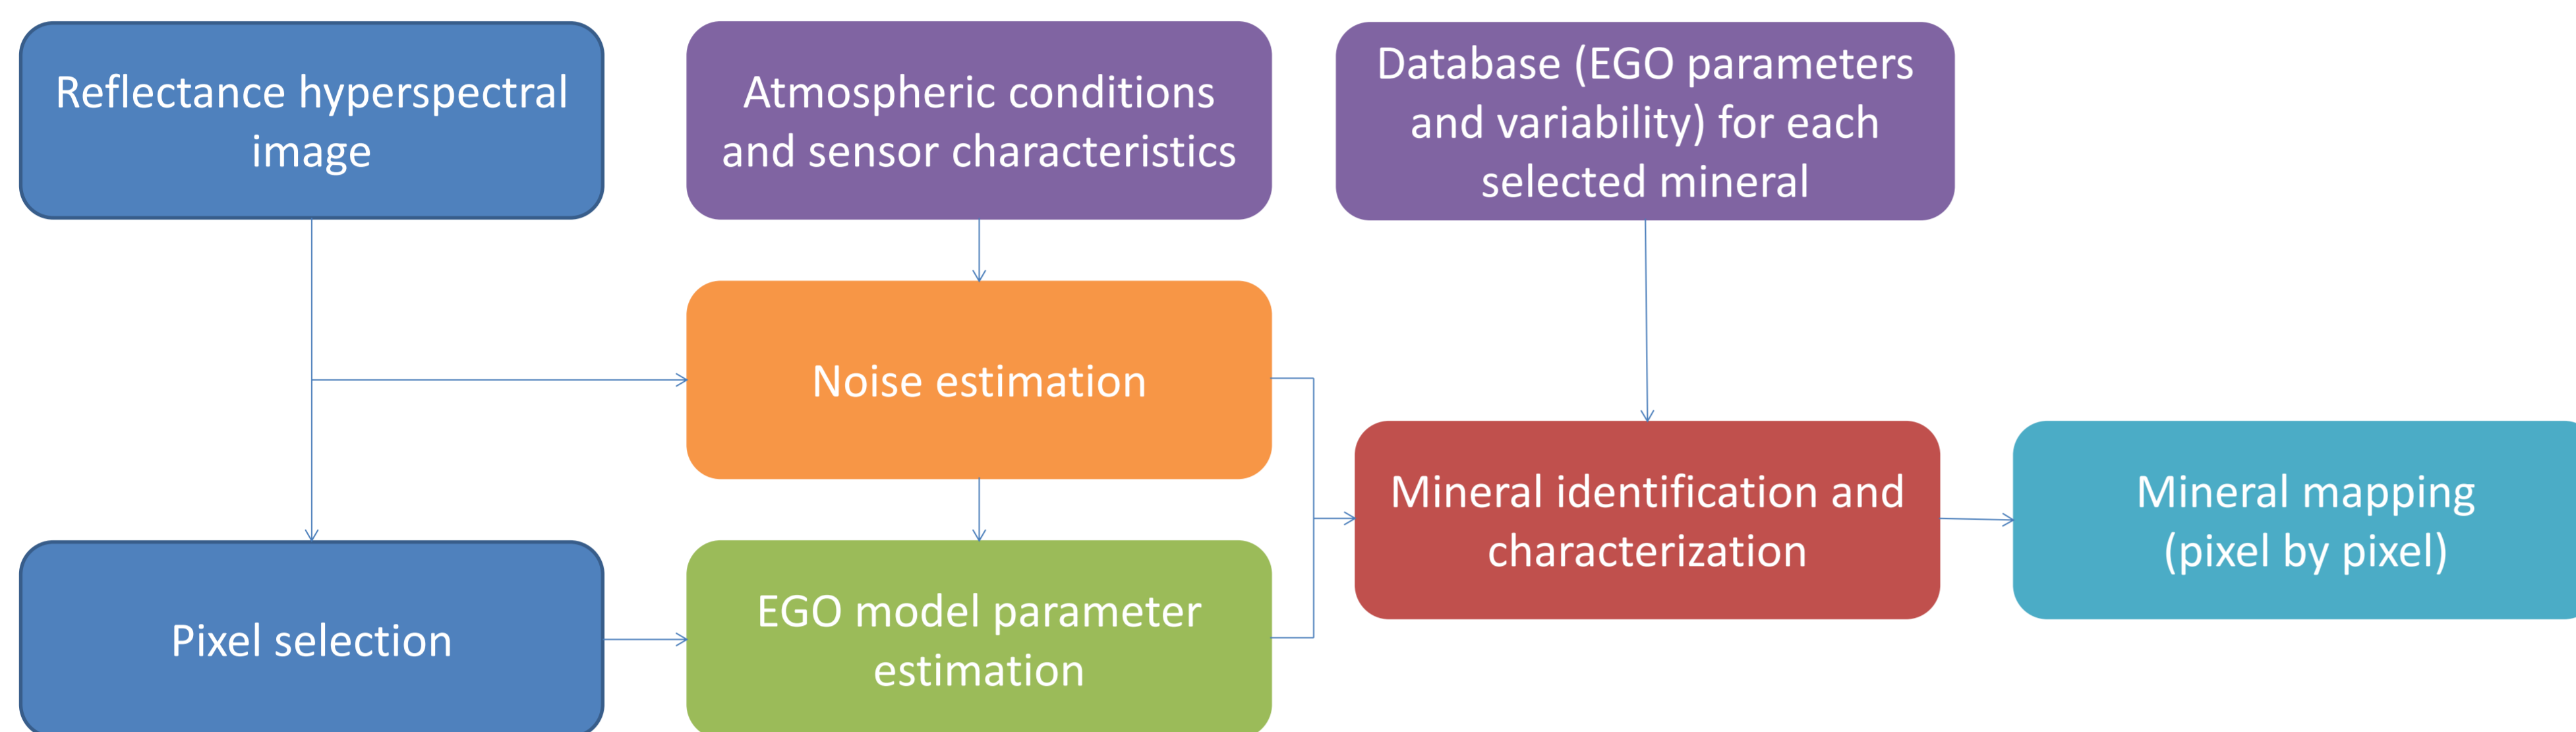 Reflectance hyperspectral
image
Atmospheric conditions
and sensor characteristics
Database (EGO parameters
and variability) for each
selected mineral
Noise estimation
Mineral identification and
characterization
Mineral mapping
(pixel by pixel)
Pixel selection
EGO model parameter
estimation